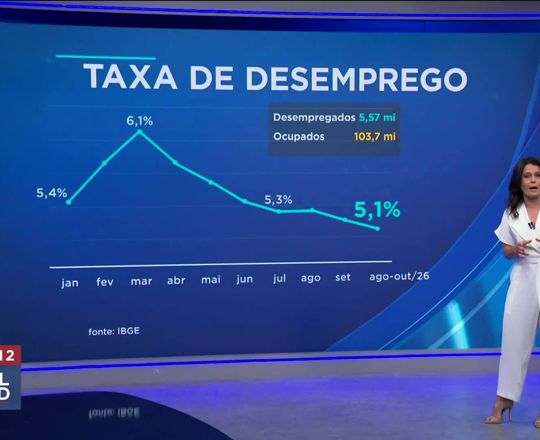 TAXA DE DESEMPREGO
Desempregados 5,57 mi
Ocupados 103,7 mi
6,1%
5,4%
5,3%
5,1%
jan fev mar abr mai jun jul ago set ago-out/26
fonte: IBGE
12
L
D